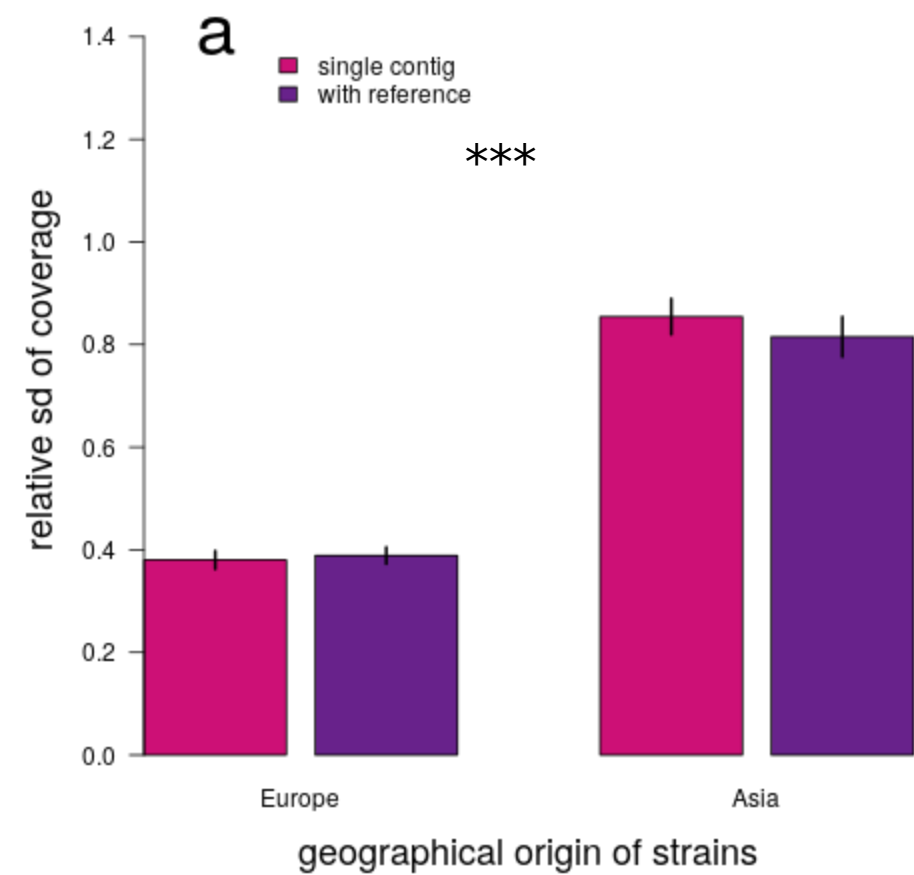 a
single contig
with reference
***
relative sd of coverage
1.4
1.2
1.0
0.8
0.6
0.4
0.2
0.0
Europe Asia
geographical origin of strains